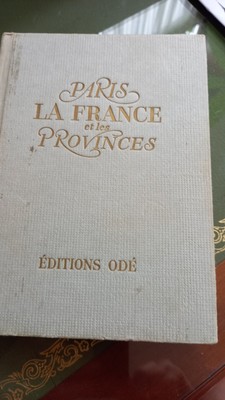 PARIS
LA FRANCE
et les
PROVINCES
ÉDITIONS ODÉ